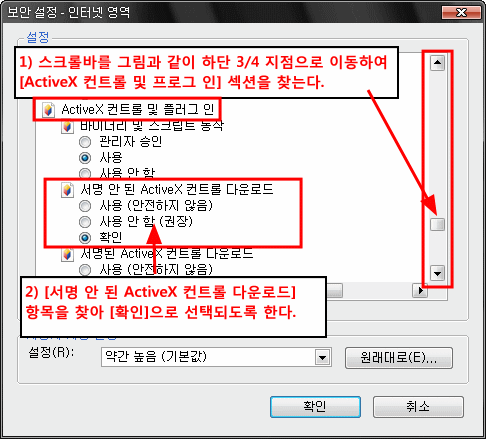 보안 설정 - 인터넷 영역
설정
1) 스크롤바를 그림과 같이 하단 3/4 지점으로 이동하여
[ActiveX 컨트롤 및 프로그 인] 섹션을 찾는다.
ActiveX 컨트롤 및 플러그 인
바이너리 및 스크립트 동작
관리자 승인
사용
사용 안 함
서명 안 된 ActiveX 컨트롤 다운로드
사용 (안전하지 않음)
사용 안 함 (권장)
확인
서명된 ActiveX 컨트롤 다운로드
사용 (안전하지 않음)
2) [서명 안 된 ActiveX 컨트롤 다운로드]
항목을 찾아 [확인]으로 선택되도록 한다.
설정(R):
약간 높음 (기본값)
원래대로(E)...
확인
취소